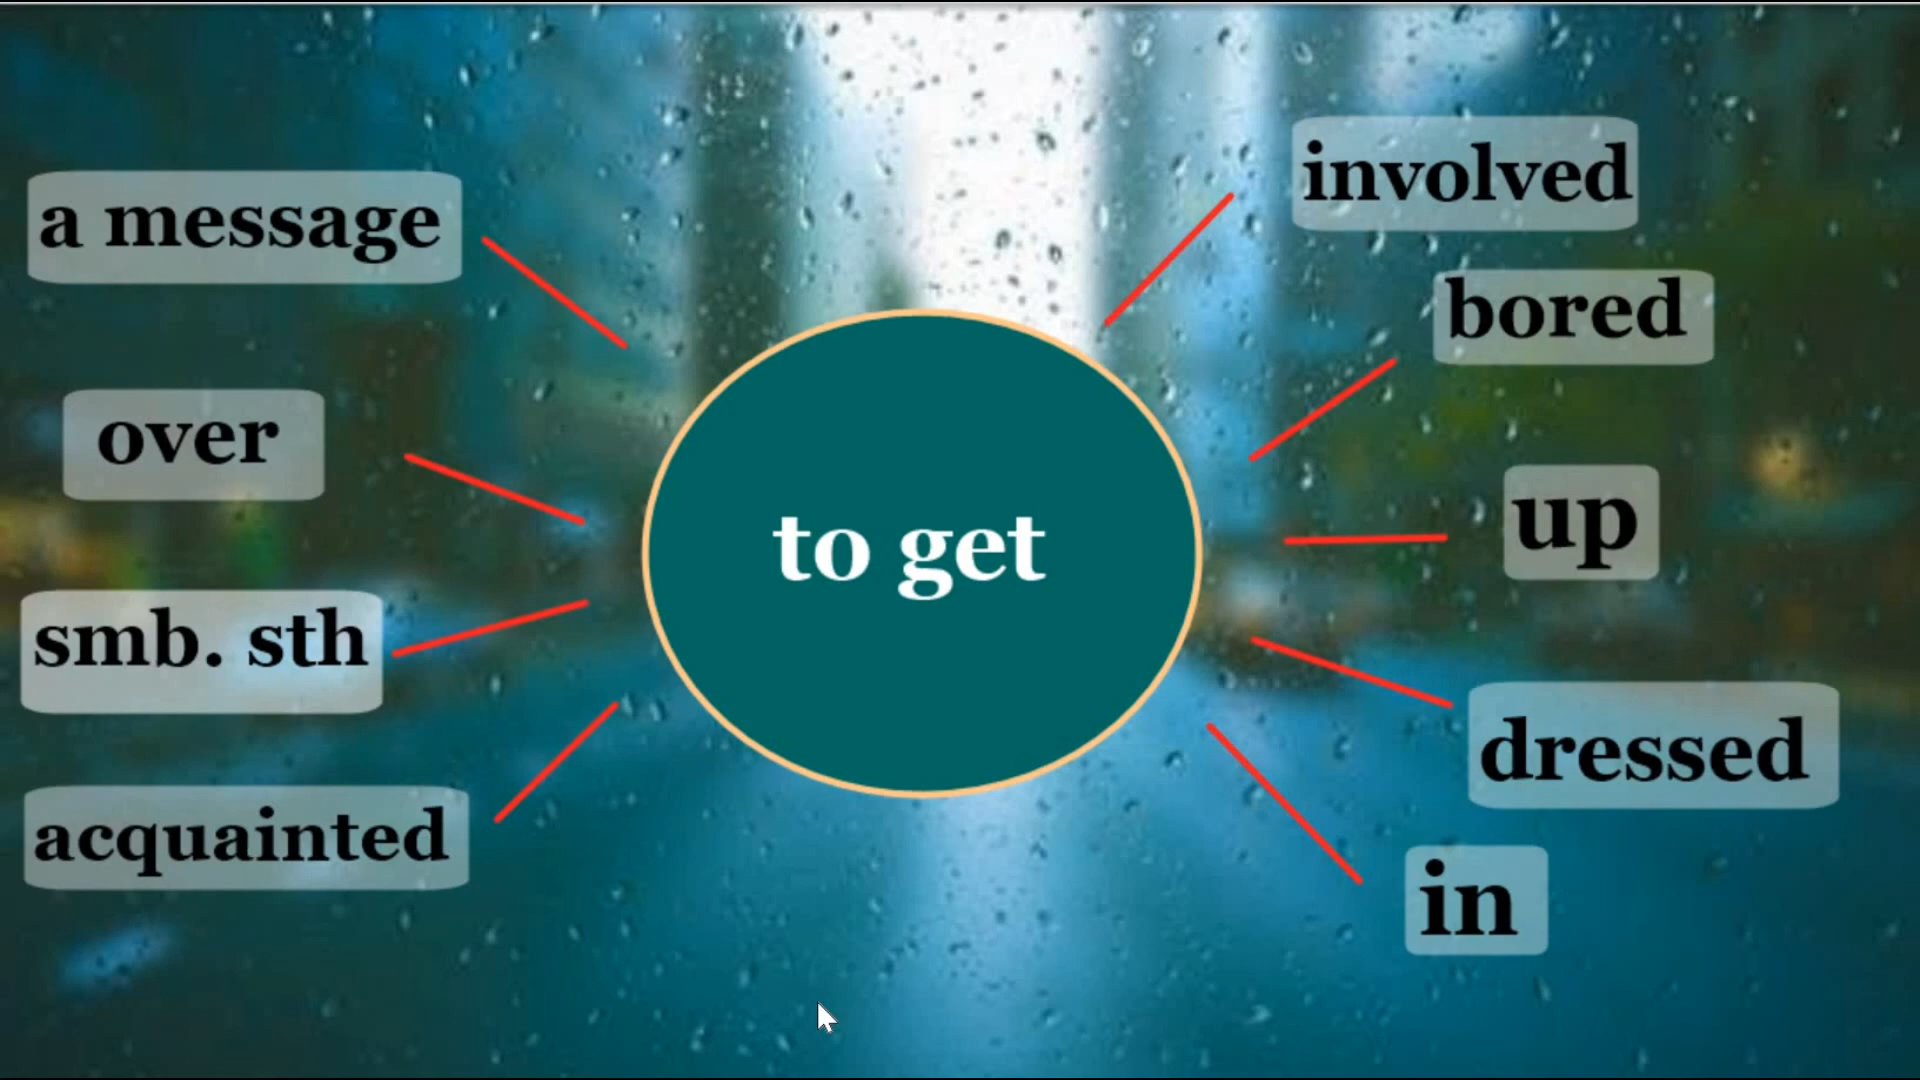 a message
over
smb. sth
acquainted
to get
involved
bored
up
dressed
in